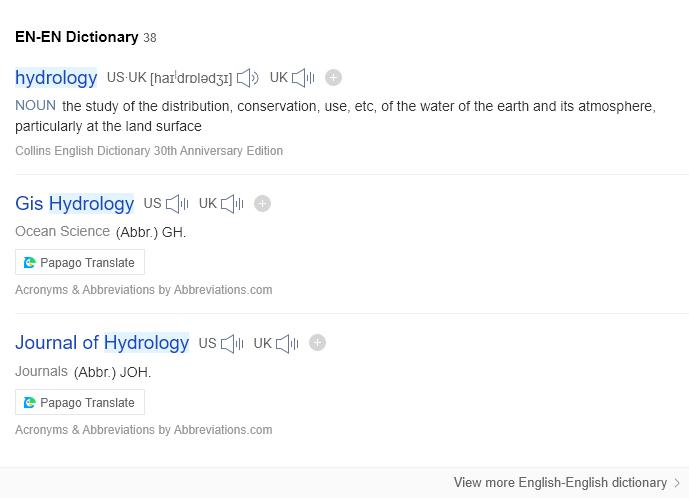 EN-EN Dictionary 38
hydrology US·UK [haɪˈdrɒlədʒɪ] UK
NOUN the study of the distribution, conservation, use, etc, of the water of the earth and its atmosphere,
particularly at the land surface
Collins English Dictionary 30th Anniversary Edition
Gis Hydrology US UK
Ocean Science (Abbr.) GH.
Papago Translate
Acronyms & Abbreviations by Abbreviations.com
Journal of Hydrology US UK
Journals (Abbr.) JOH.
Papago Translate
Acronyms & Abbreviations by Abbreviations.com
View more English-English dictionary